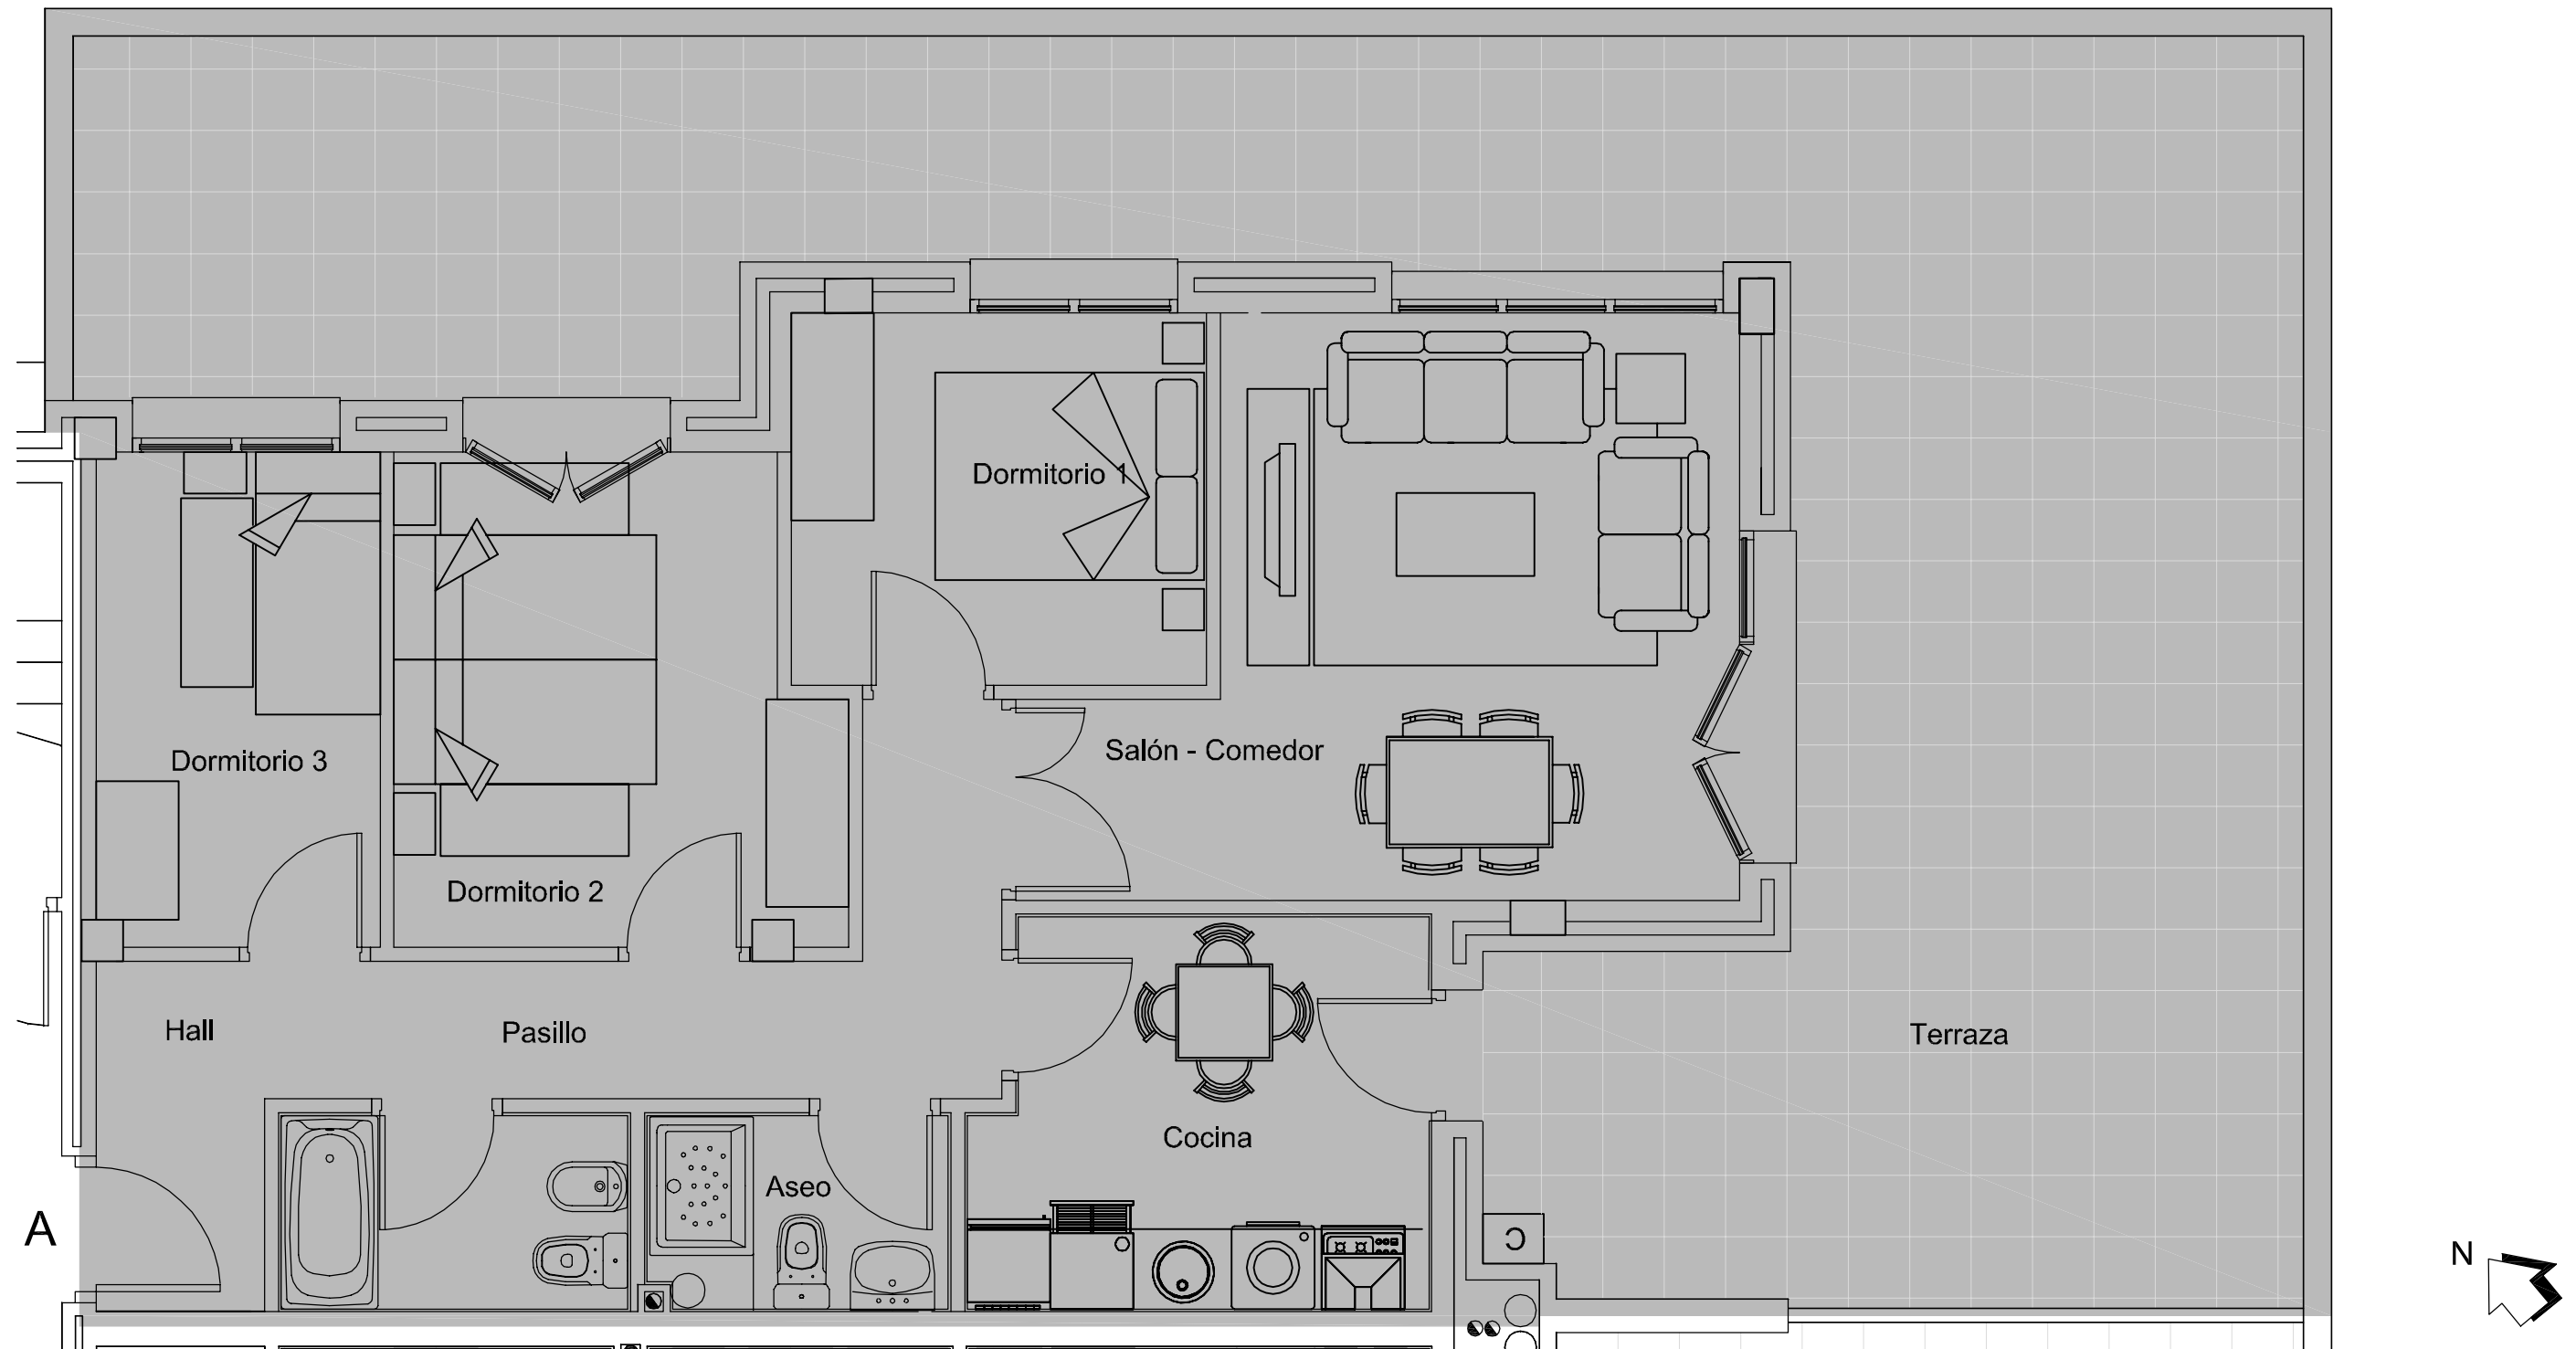 Dormitorio 1
Salón - Comedor
Dormitorio 3
Dormitorio 2
Hall
Pasillo
Terraza
Cocina
Aseo
A
C
N